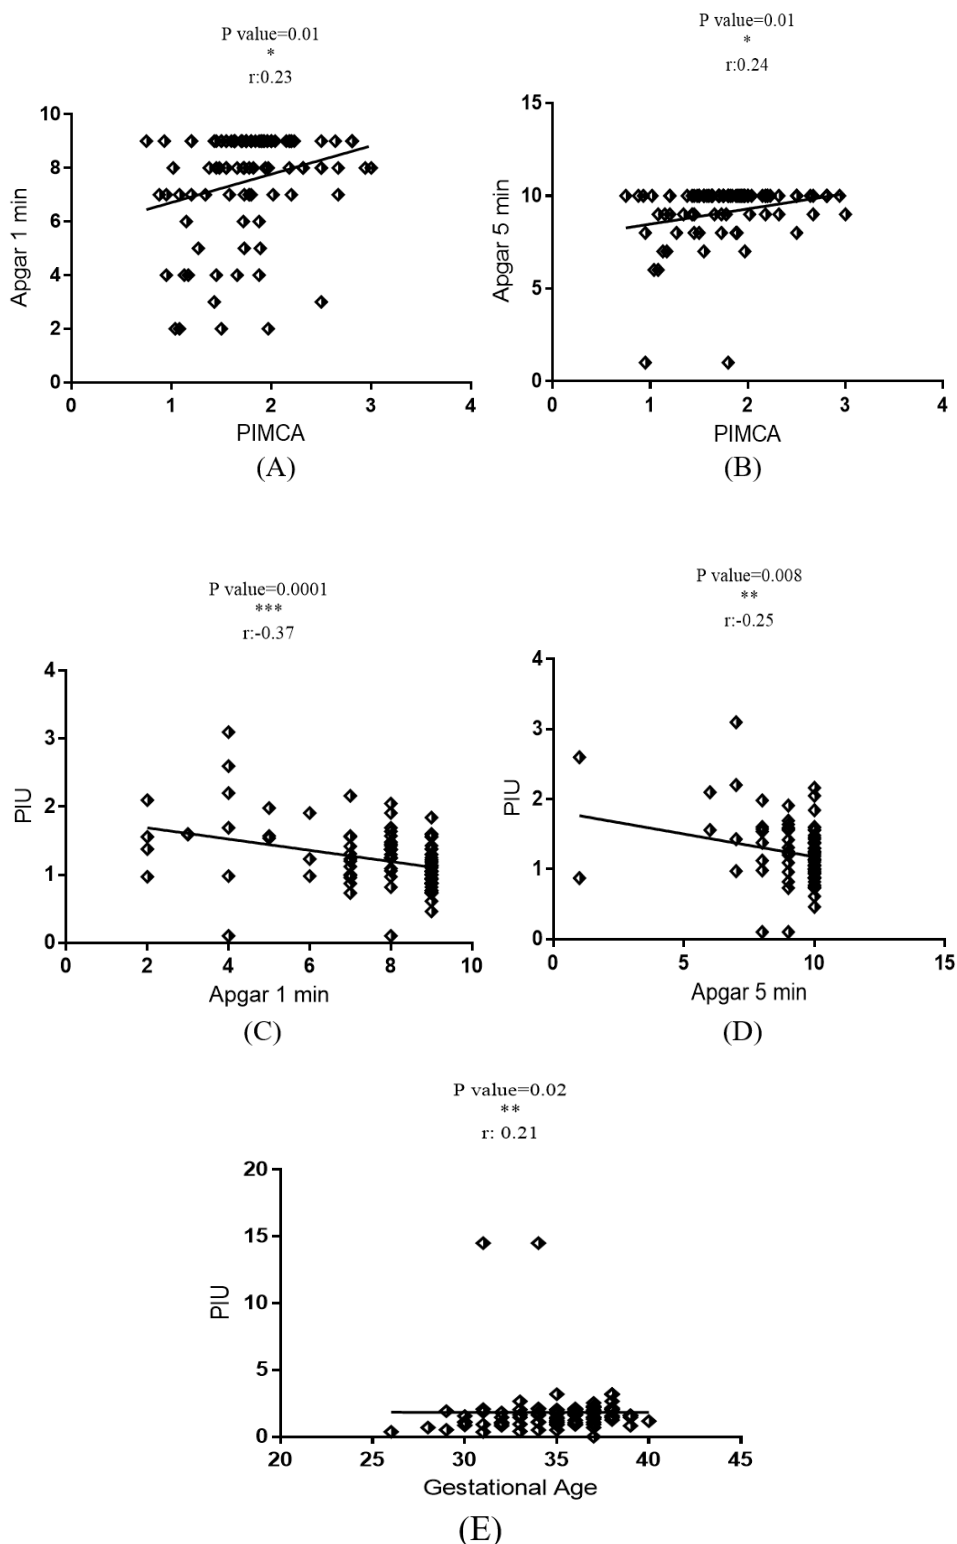 P value=0.01
*
r:0.23
10
8
6
4
2
0
Apgar 1 min
0 1 2 3 4
PIMCA
(A)
P value=0.01
*
r:0.24
15
10
5
0
Apgar 5 min
0 1 2 3 4
PIMCA
(B)
P value=0.0001
***
r:-0.37
4
3
2
1
0
PIU
0 2 4 6 8 10
Apgar 1 min
(C)
P value=0.008
**
r:-0.25
4
3
2
1
0
PIU
0 5 10 15
Apgar 5 min
(D)
P value=0.02
**
r: 0.21
20
15
10
5
0
PIU
20 25 30 35 40 45
Gestational Age
(E)